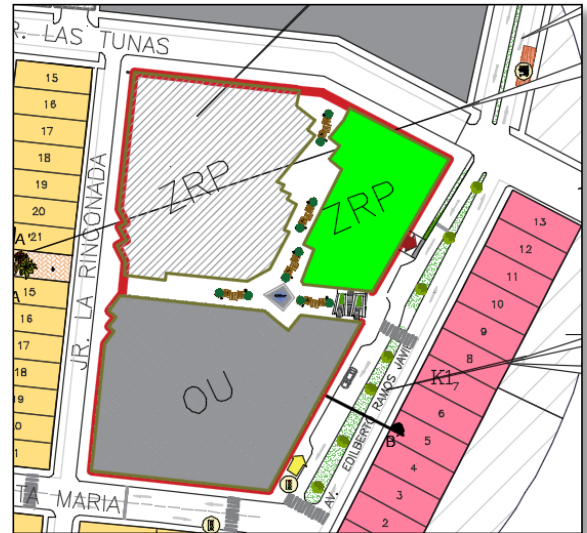 R. LAS TUNAS
15
16
17
18
19
20
21
A'
15
16
17
18
19
JR. LA RINCONADA
ZRP
ZRP
OU
TA MARIA
AV. EDILBERTO RAMOS JAVIE
K1
7
B
13
12
11
10
9
8
6
5
4
3
2